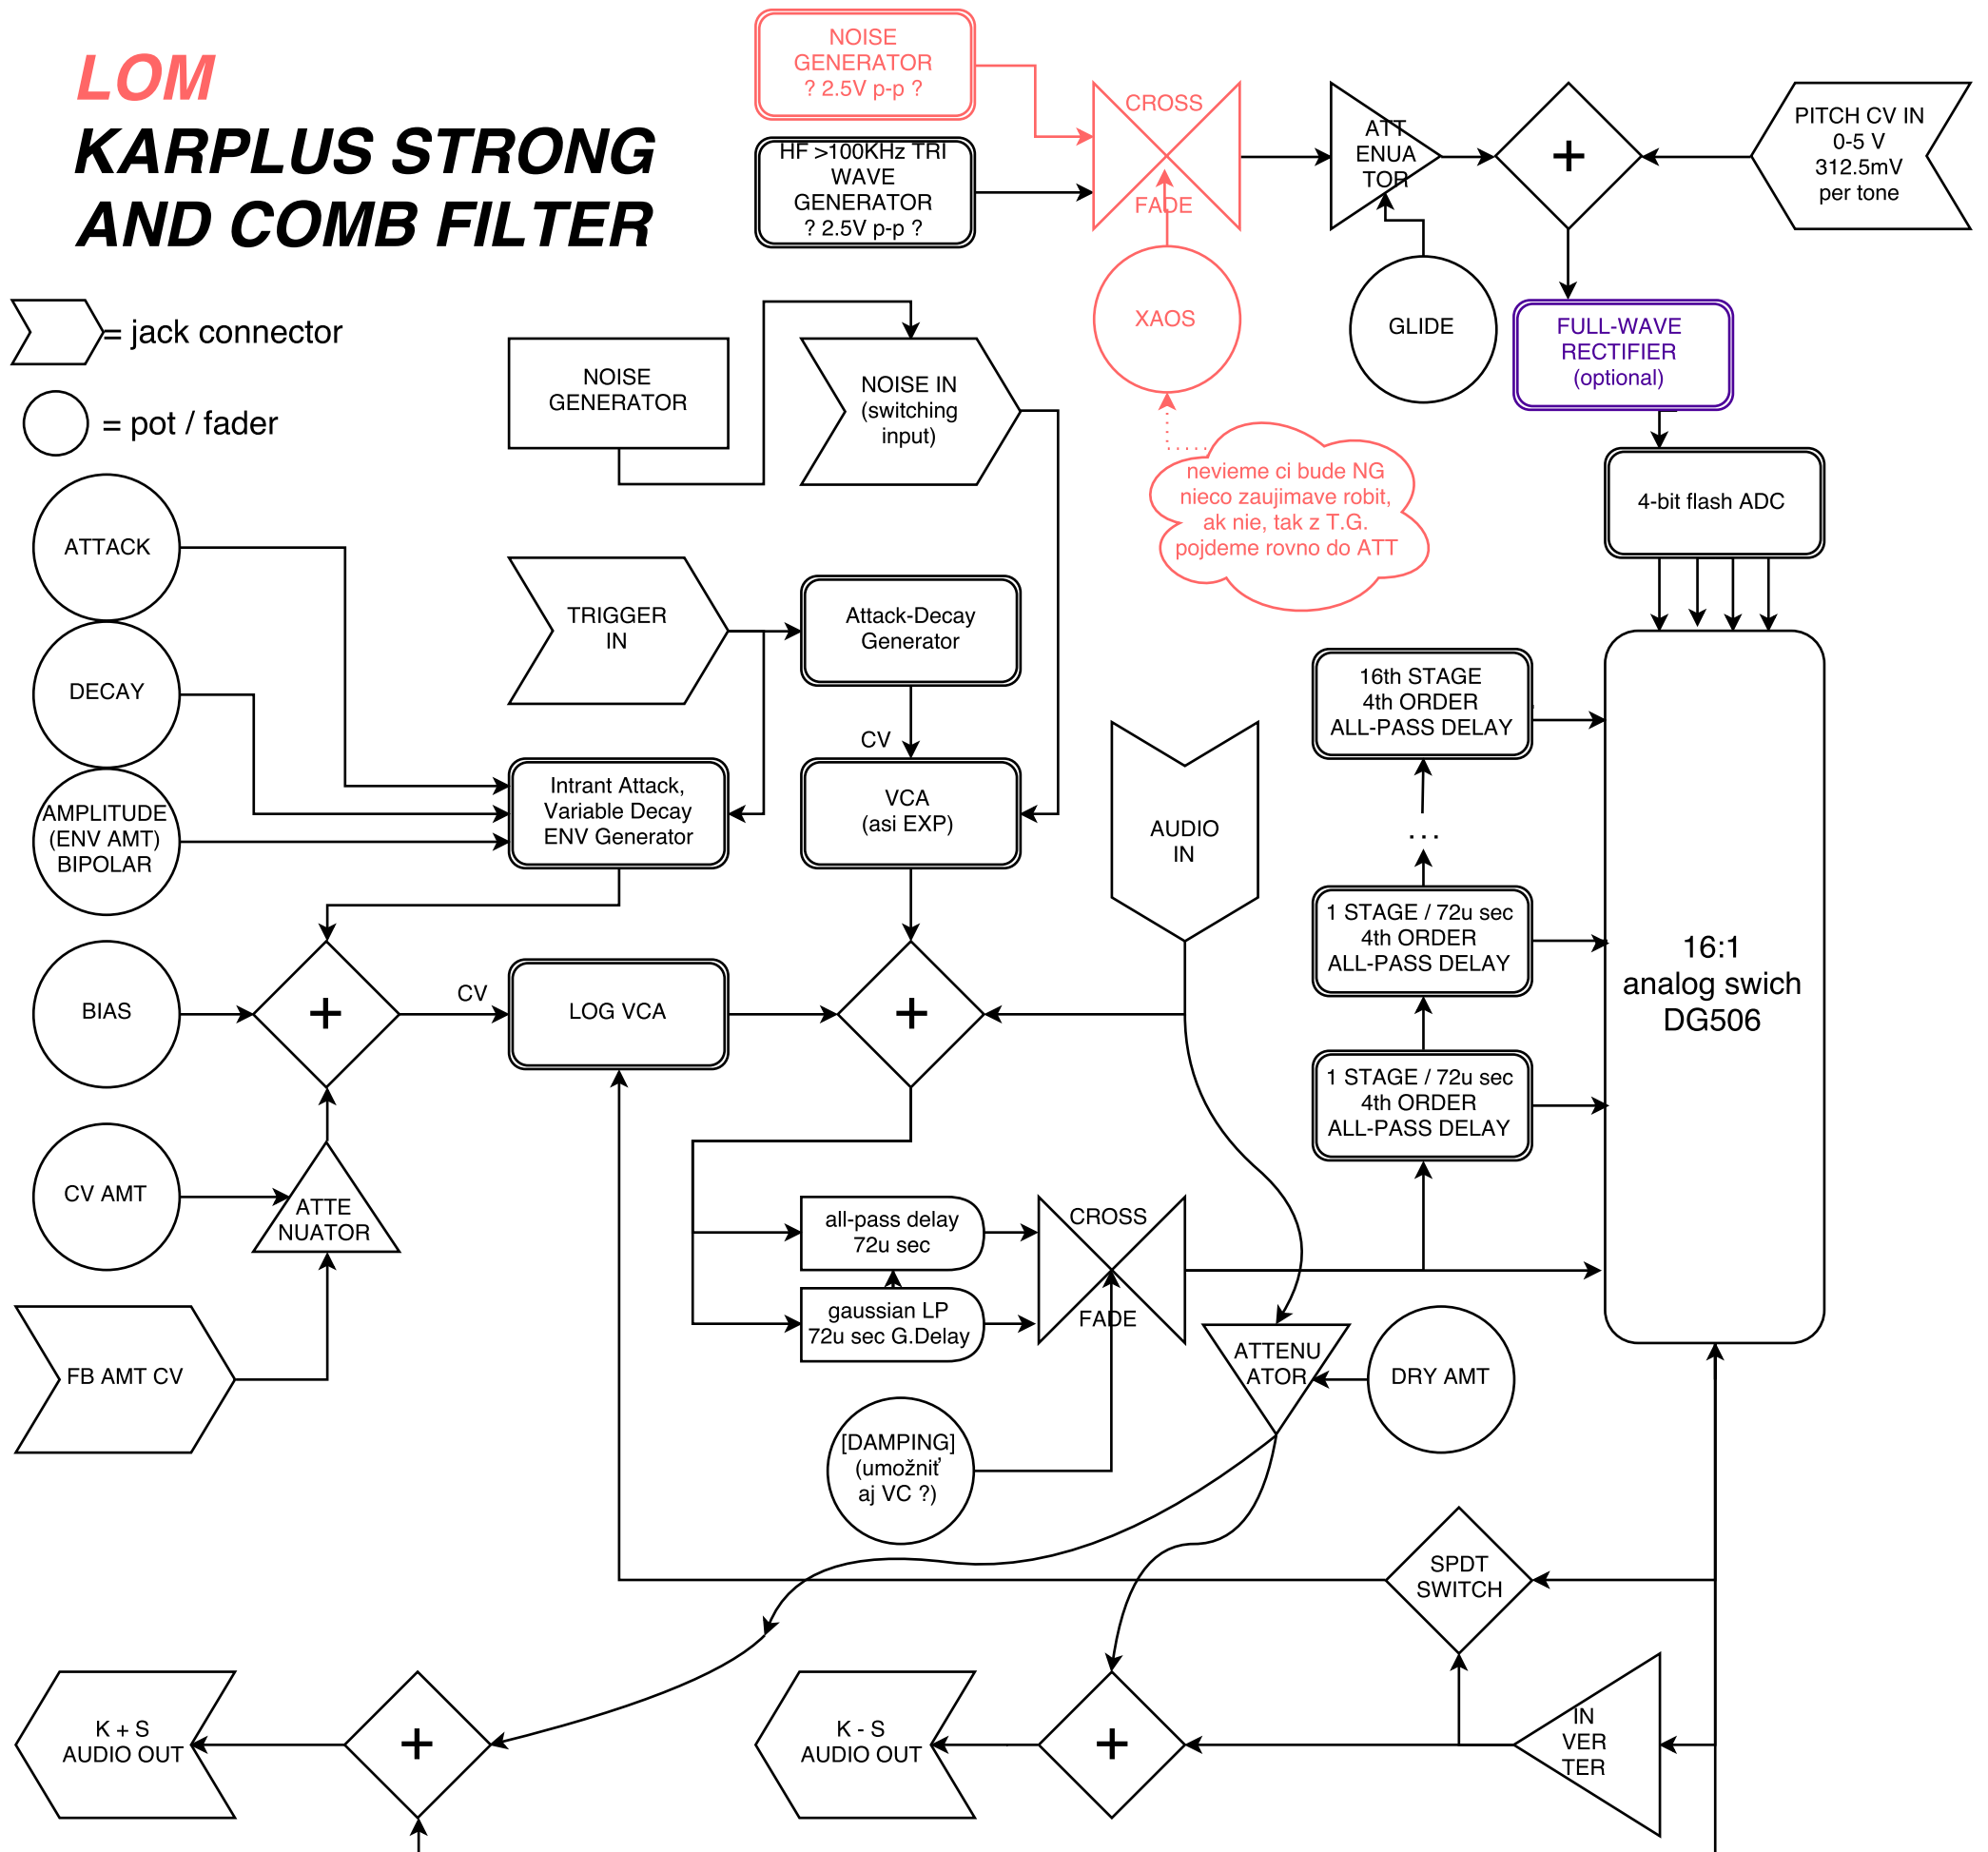 LOM
KARPLUS STRONG
AND COMB FILTER
= jack connector
= pot / fader
NOISE
GENERATOR
? 2.5V p-p ?
HF >100KHz TRI
WAVE
GENERATOR
? 2.5V p-p ?
CROSS
FADE
XAOS
ATT
ENUA
TOR
GLIDE
+
PITCH CV IN
0-5 V
312.5mV
per tone
FULL-WAVE
RECTIFIER
(optional)
4-bit flash ADC
nevieme ci bude NG
nieco zaujimave robit,
ak nie, tak z T.G.
pojdeme rovno do ATT
NOISE
GENERATOR
NOISE IN
(switching
input)
ATTACK
DECAY
AMPLITUDE
(ENV AMT)
BIPOLAR
TRIGGER
IN
Attack-Decay
Generator
CV
Intrant Attack,
Variable Decay
ENV Generator
VCA
(asi EXP)
AUDIO
IN
16th STAGE
4th ORDER
ALL-PASS DELAY
...
1 STAGE / 72u sec
4th ORDER
ALL-PASS DELAY
1 STAGE / 72u sec
4th ORDER
ALL-PASS DELAY
16:1
analog swich
DG506
BIAS
+
CV
LOG VCA
+
CV AMT
ATTE
NUATOR
FB AMT CV
all-pass delay
72u sec
gaussian LP
72u sec G.Delay
CROSS
FADE
[DAMPING]
(umožniť
aj VC ?)
ATTENU
ATOR
DRY AMT
SPDT
SWITCH
K + S
AUDIO OUT
+
K - S
AUDIO OUT
+
IN
VER
TER